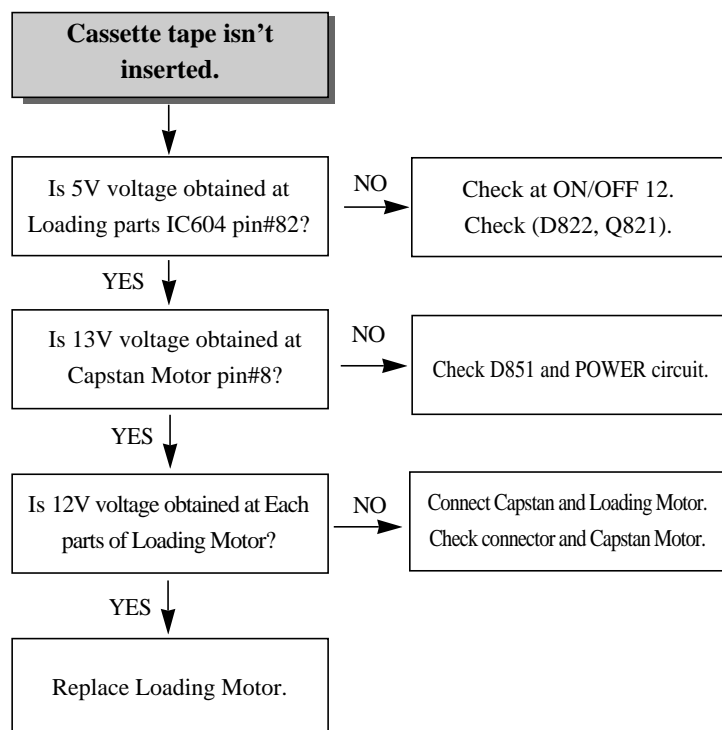 Cassette tape isn't
inserted.
Is 5V voltage obtained at
Loading parts IC604 pin#82?
NO
Check at ON/OFF 12.
Check (D822, Q821).
YES
Is 13V voltage obtained at
Capstan Motor pin#8?
NO
Check D851 and POWER circuit.
YES
Is 12V voltage obtained at Each
parts of Loading Motor?
NO
Connect Capstan and Loading Motor.
Check connector and Capstan Motor.
YES
Replace Loading Motor.